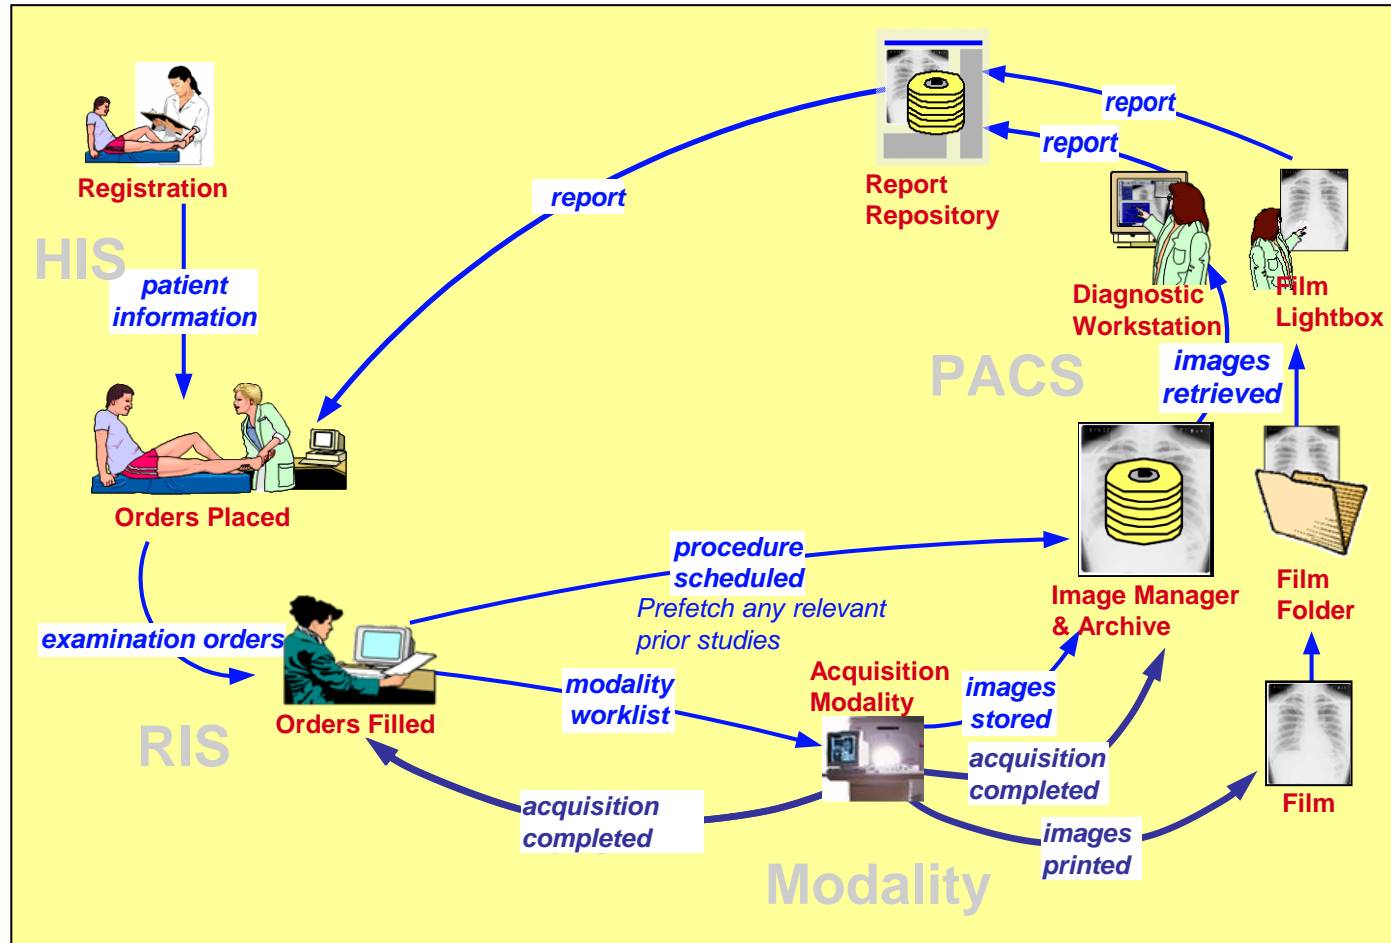 Registration
HIS
patient
information
Orders Placed
examination orders
RIS
Orders Filled
report
Report
Repository
report
report
Diagnostic
Workstation
Film
Lightbox
PACS
images
retrieved
procedure
scheduled
Prefetch any relevant
prior studies
Image Manager
& Archive
Film
Folder
modality
worklist
Acquisition
Modality
images
stored
acquisition
completed
acquisition
completed
images
printed
Film
Modality